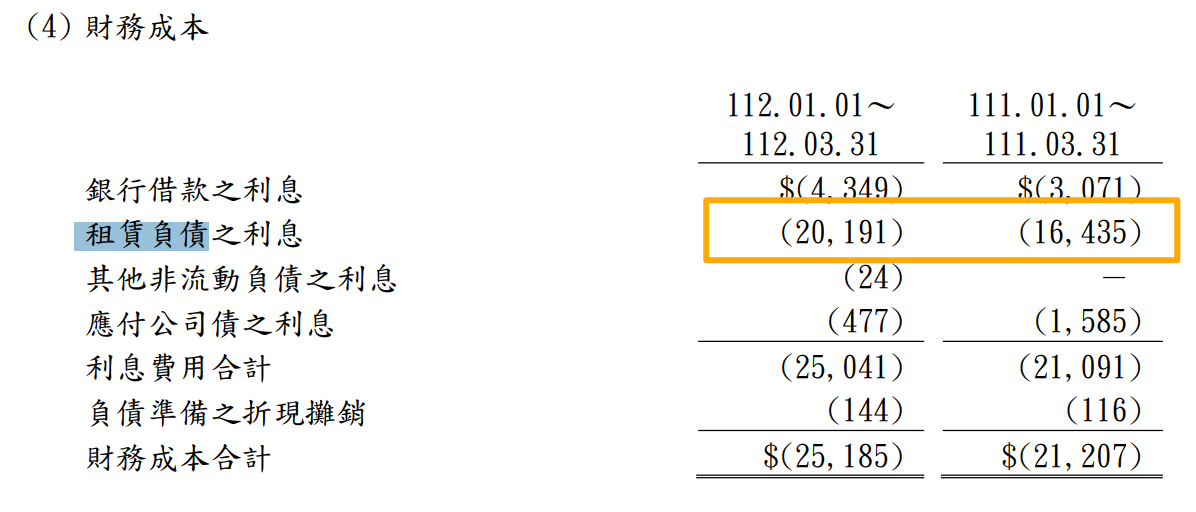 (4) 財務成本
112.01.01～ 111.01.01～
112.03.31 111.03.31
銀行借款之利息 $(4,349) $(3,071)
租賃負債之利息 (20,191) (16,435)
其他非流動負債之利息 (24) —
應付公司債之利息 (477) (1,585)
利息費用合計 (25,041) (21,091)
負債準備之折現攤銷 (144) (116)
財務成本合計 $(25,185) $(21,207)